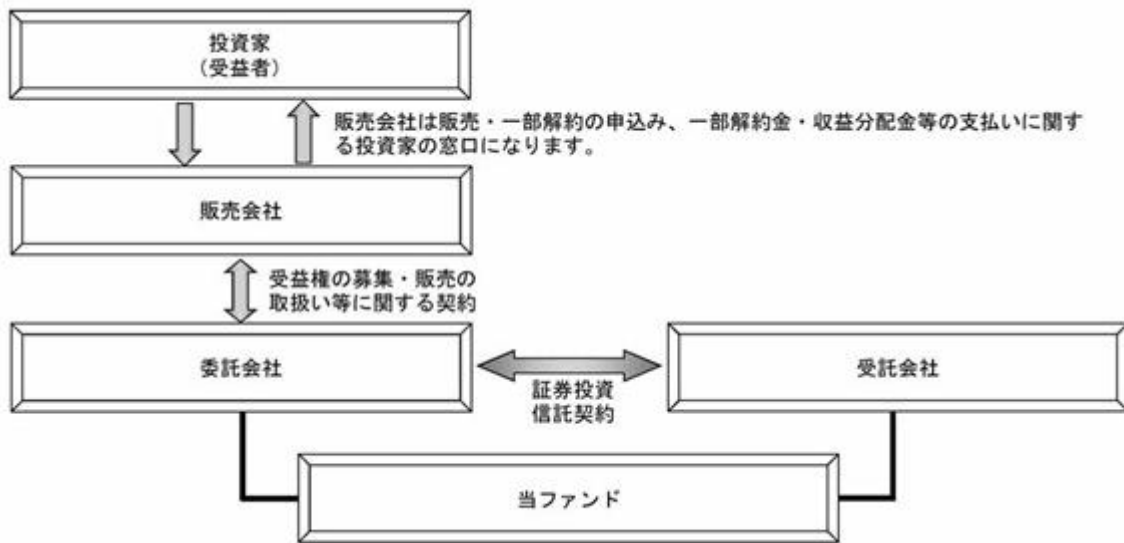 投資家
（受益者）
販売会社は販売・一部解約の申込み、一部解約金・収益分配金等の支払いに関す
る投資家の窓口になります。
販売会社
受益権の募集・販売の
取扱い等に関する契約
委託会社
証券投資
信託契約
受託会社
当ファンド